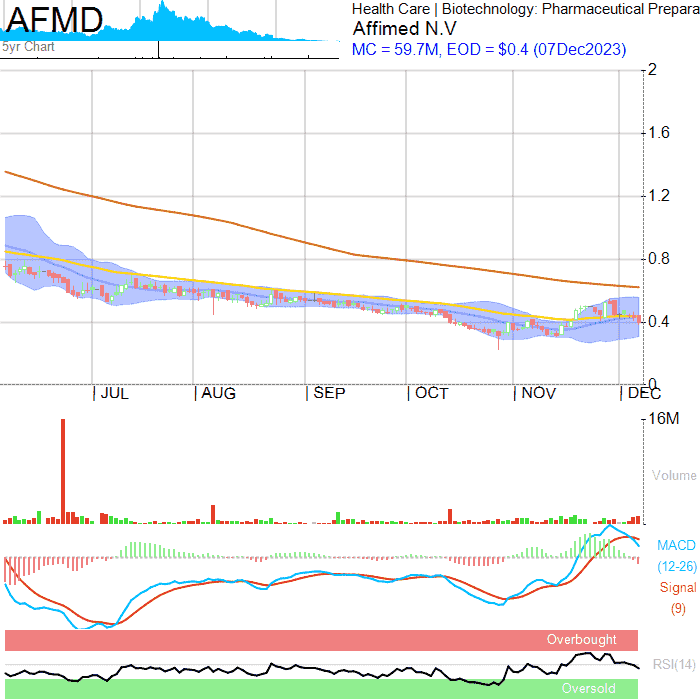 AFMD
5yr Chart
Health Care | Biotechnology: Pharmaceutical Prepara
Affimed N.V
MC = 59.7M, EOD = $0.4 (07Dec2023)
2
1.6
1.2
0.8
0.4
0
JUL AUG SEP OCT NOV DEC
16M
Volume
MACD
(12-26)
Signal
(9)
Overbought
RSI(14)
Oversold